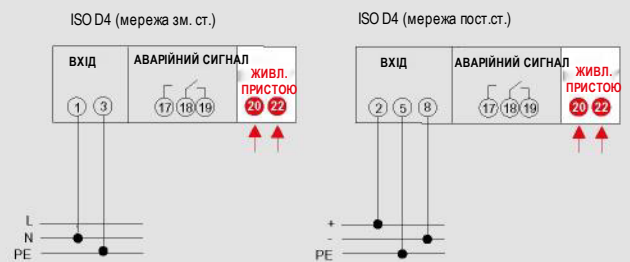 ISO D4 (мережа зм. ст.)
ВХІД
АВАРІЙНИЙ СИГНАЛ
ЖИВЛ.
ПРИСТОЮ
1 3
17 18 19
20 22
L
N
PE
ISO D4 (мережа пост.ст.)
ВХІД
АВАРІЙНИЙ СИГНАЛ
ЖИВЛ.
ПРИСТОЮ
2 5 8
17 18 19
20 22
+
-
PE